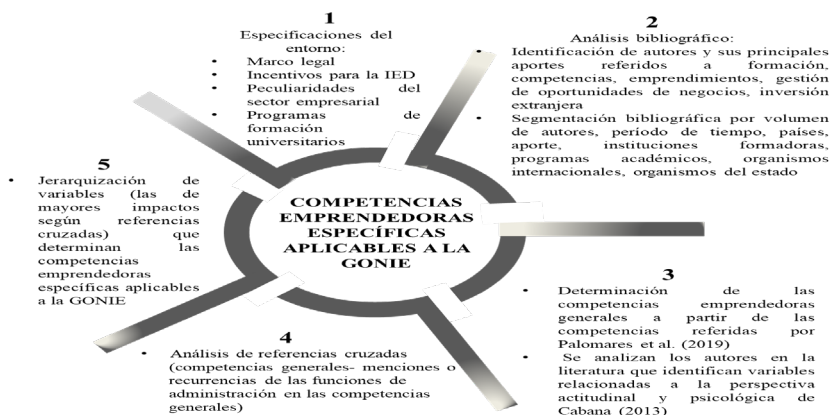 1
Especificaciones del
entorno:
• Marco legal
• Incentivos para la IED
• Peculiaridades del
sector empresarial
• Programas de
formación
universitarios
2
Análisis bibliográfico:
• Identificación de autores y sus principales
aportes referidos a formación,
competencias, emprendimientos, gestión
de oportunidades de negocios, inversión
extranjera
• Segmentación bibliográfica por volumen
de autores, período de tiempo, países,
aporte, instituciones formadoras,
programas académicos, organismos
internacionales, organismos del estado
COMPETENCIAS
EMPRENDEDORAS
ESPECÍFICAS
APLICABLES A LA
GONIE
3
• Determinación de las
competencias emprendedoras
generales a partir de las
competencias referidas por
Palomares et al. (2019)
• Se analizan los autores en la
literatura que identifican variables
relacionadas a la perspectiva
actitudinal y psicológica de
Cabana (2013)
4
• Análisis de referencias cruzadas
(competencias generales- menciones o
recurrencias de las funciones de
administración en las competencias
generales)
5
• Jerarquización de
variables (las de
mayores impactos
según referencias
cruzadas) que
determinan las
competencias
emprendedoras
específicas aplicables
a la GONIE